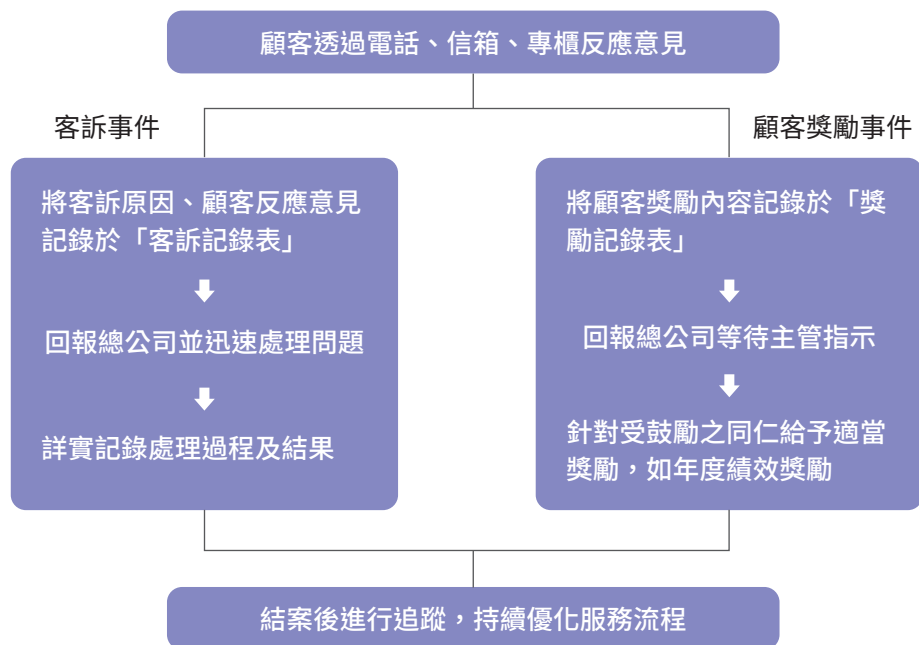 顧客透過電話、信箱、專櫃反應意見
客訴事件
將客訴原因、顧客反應意見
記錄於「客訴記錄表」
回報總公司並迅速處理問題
詳實記錄處理過程及結果
顧客獎勵事件
將顧客獎勵內容記錄於「獎
勵記錄表」
回報總公司等待主管指示
針對受鼓勵之同仁給予適當
獎勵，如年度績效獎勵
結案後進行追蹤，持續優化服務流程